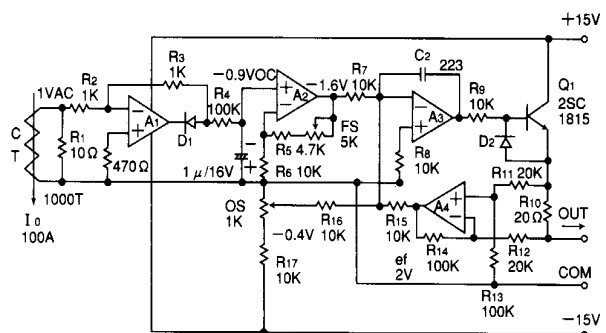 +15V
R3
1K
C2
223
1VAC
R2
1K
−0.9VOC
R4
100K
A2
−1.6V
R7
10K
R9
10K
Q1
2SC
1815
C
T
A1
D1
A3
FS
5K
D2
R1
10Ω
470Ω
R5 4.7K
1μ/16V
R6 10K
R8
10K
R11 20K
1000T
OS
1K
R16
10K
R15
10K
A4
R10
20Ω
OUT
I0
100A
−0.4V
R14
100K
R12
20K
ef
2V
COM
R17
10K
R13
100K
−15V